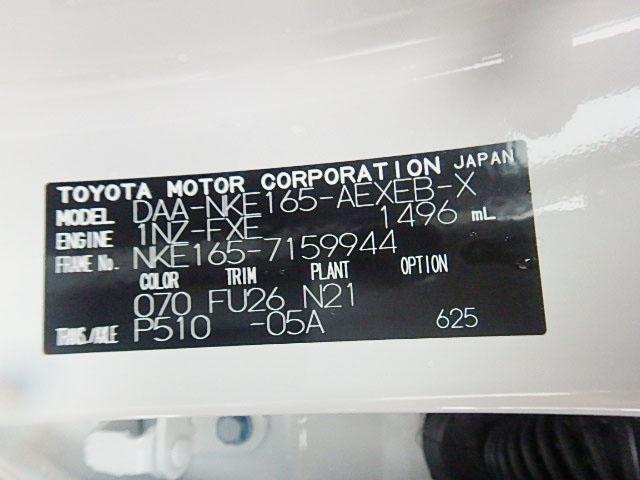 TOYOTA MOTOR CORPORATION JAPAN
MODEL DAA-NKE165-AEXEB-X
ENGINE 1NZ-FXE 1496 mL
FRAME No. NKE165-7159944
COLOR TRIM PLANT OPTION
070 FU26 N21
TRANS/AXLE P510 -05A 625